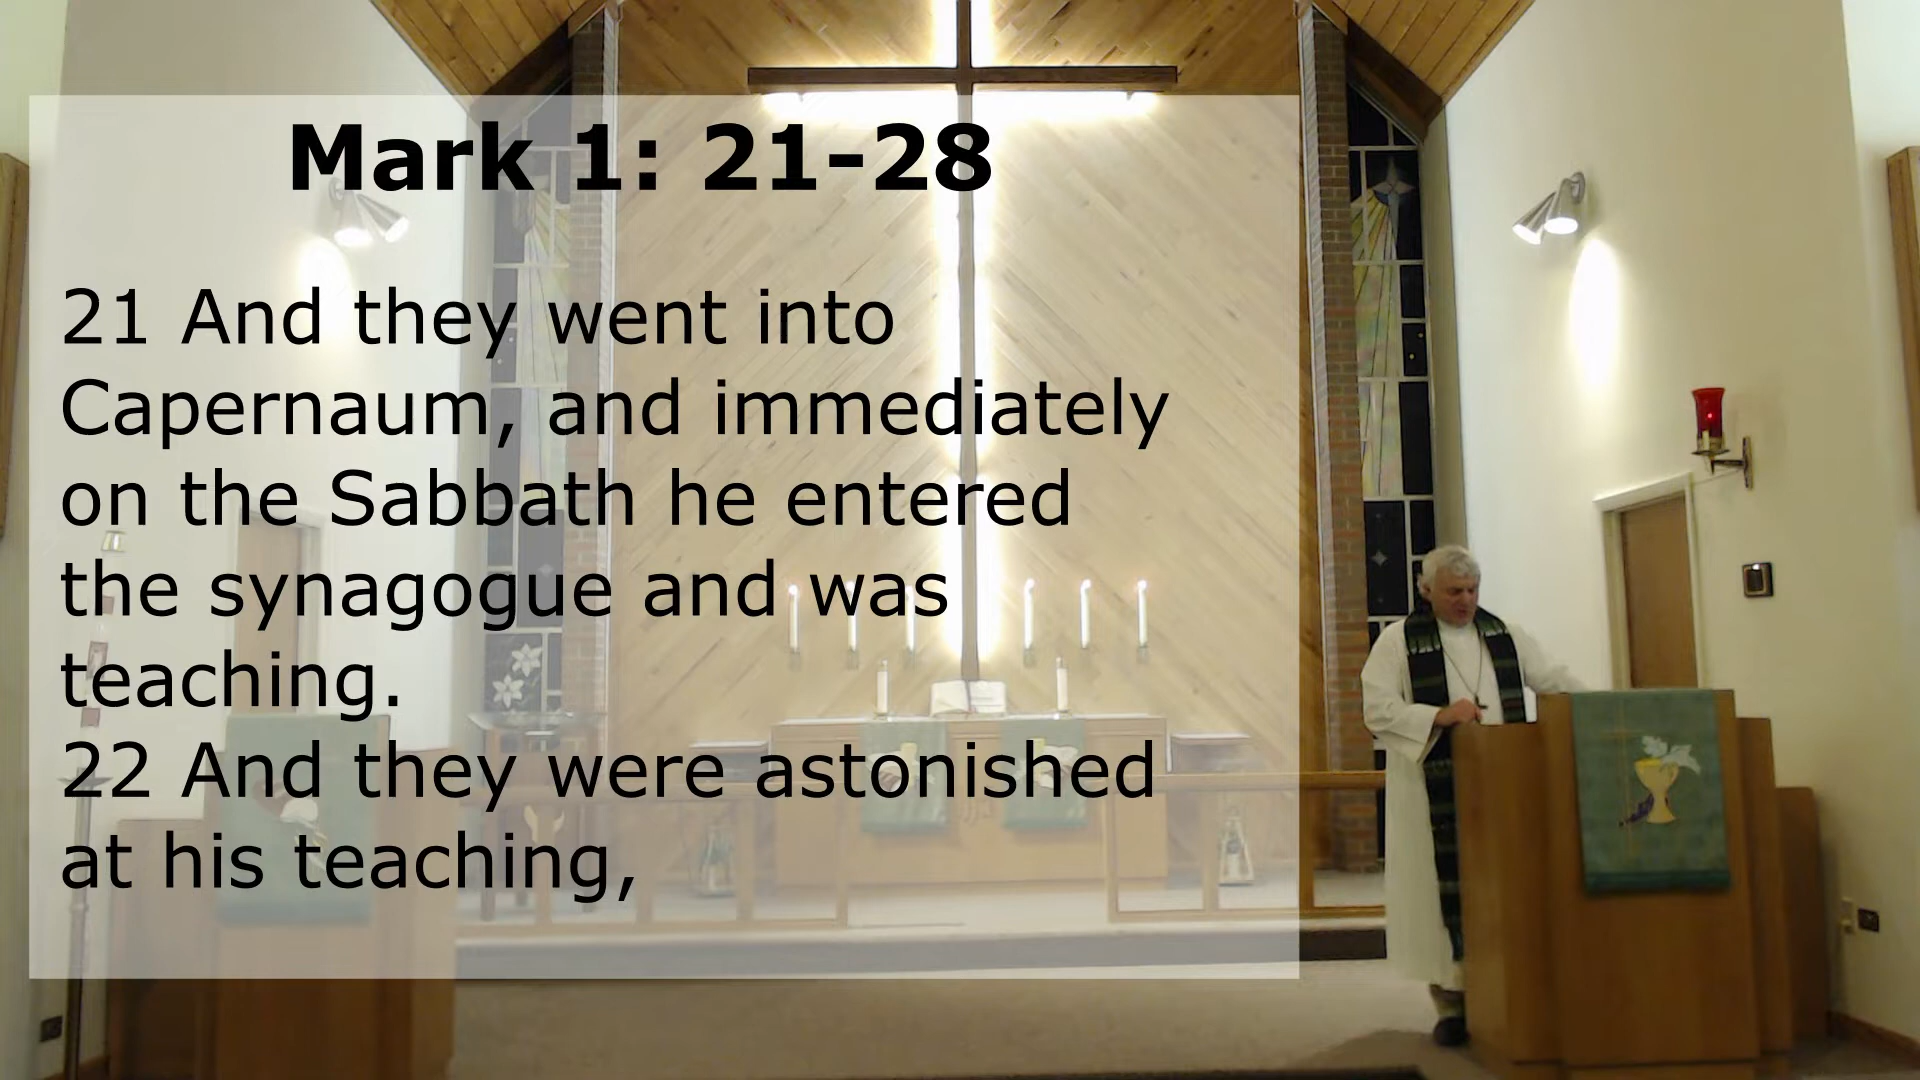 Mark 1: 21-28
21 And they went into
Capernaum, and immediately
on the Sabbath he entered
the synagogue and was
teaching.
22 And they were astonished
at his teaching,